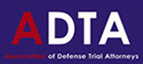 ADTA
Association of Defense Trial Attorneys